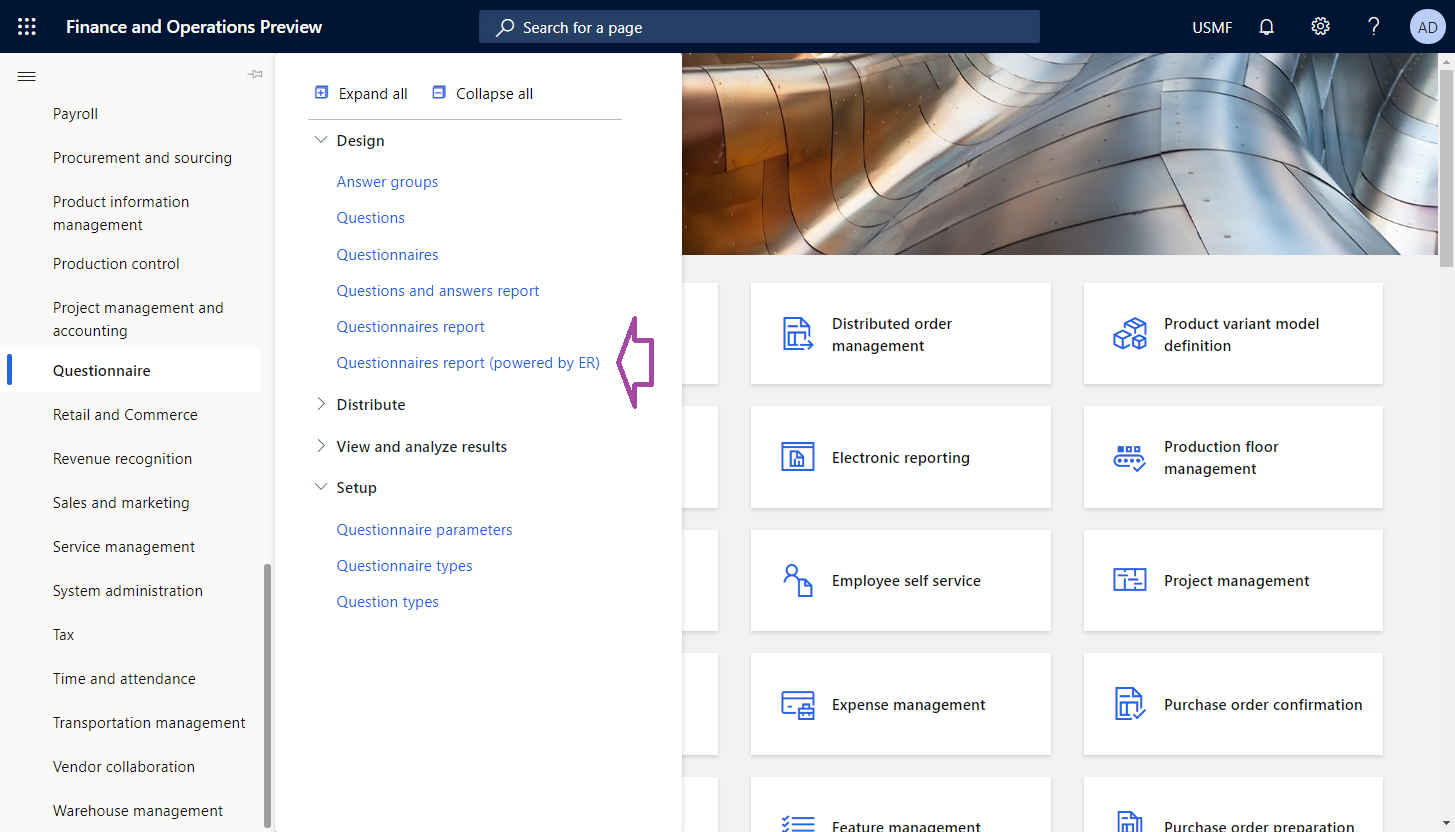 Finance and Operations Preview
Search for a page
USMF
?
AD
Payroll
Procurement and sourcing
Product information
management
Production control
Project management and
accounting
Questionnaire
Retail and Commerce
Revenue recognition
Sales and marketing
Service management
System administration
Tax
Time and attendance
Transportation management
Vendor collaboration
Warehouse management
Expand all
Collapse all
Design
Answer groups
Questions
Questionnaires
Questions and answers report
Questionnaires report
Questionnaires report (powered by ER)
Distribute
View and analyze results
Setup
Questionnaire parameters
Questionnaire types
Question types
Distributed order
management
Product variant model
definition
Electronic reporting
Production floor
management
Employee self service
Project management
Expense management
Purchase order confirmation
Feature management
Purchase order preparation